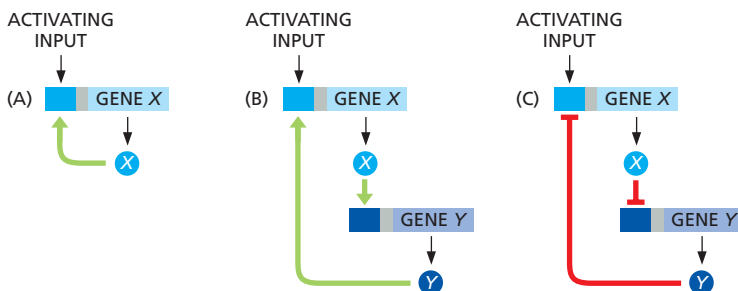 ACTIVATING
INPUT
(A) GENE X
X
ACTIVATING
INPUT
(B) GENE X
X
GENE Y
Y
ACTIVATING
INPUT
(C) GENE X
X
GENE Y
Y